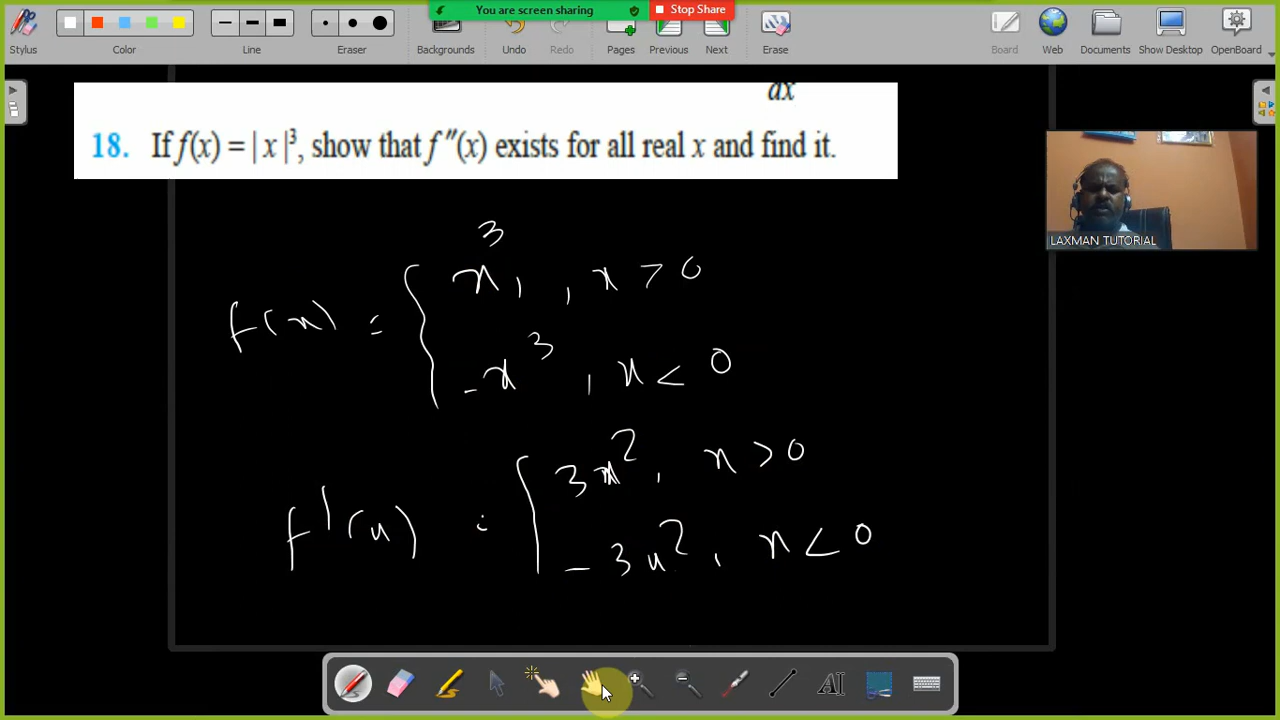 You are screen sharing
Stop Share
Stylus
Color
Line
Eraser
Backgrounds
Undo
Redo
Pages
Previous
Next
Erase
Board
Web
Documents
Show Desktop
OpenBoard
dx
18. If f(x) = | x |³, show that f ″(x) exists for all real x and find it.
LAXMAN TUTORIAL
f(x) = { x³, , x > 0
-x³ , x < 0
f'(x) = { 3x², x > 0
-3x², x < 0
AI